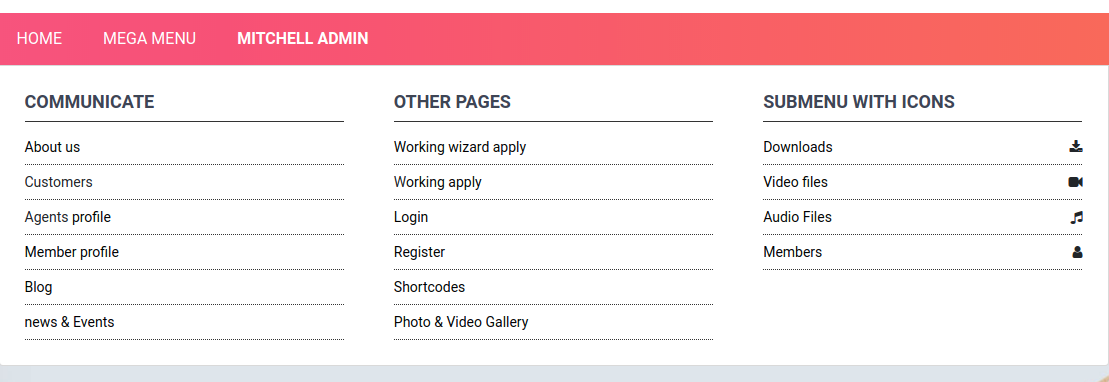 HOME MEGA MENU MITCHELL ADMIN
COMMUNICATE
About us
Customers
Agents profile
Member profile
Blog
news & Events
OTHER PAGES
Working wizard apply
Working apply
Login
Register
Shortcodes
Photo & Video Gallery
SUBMENU WITH ICONS
Downloads
Video files
Audio Files
Members